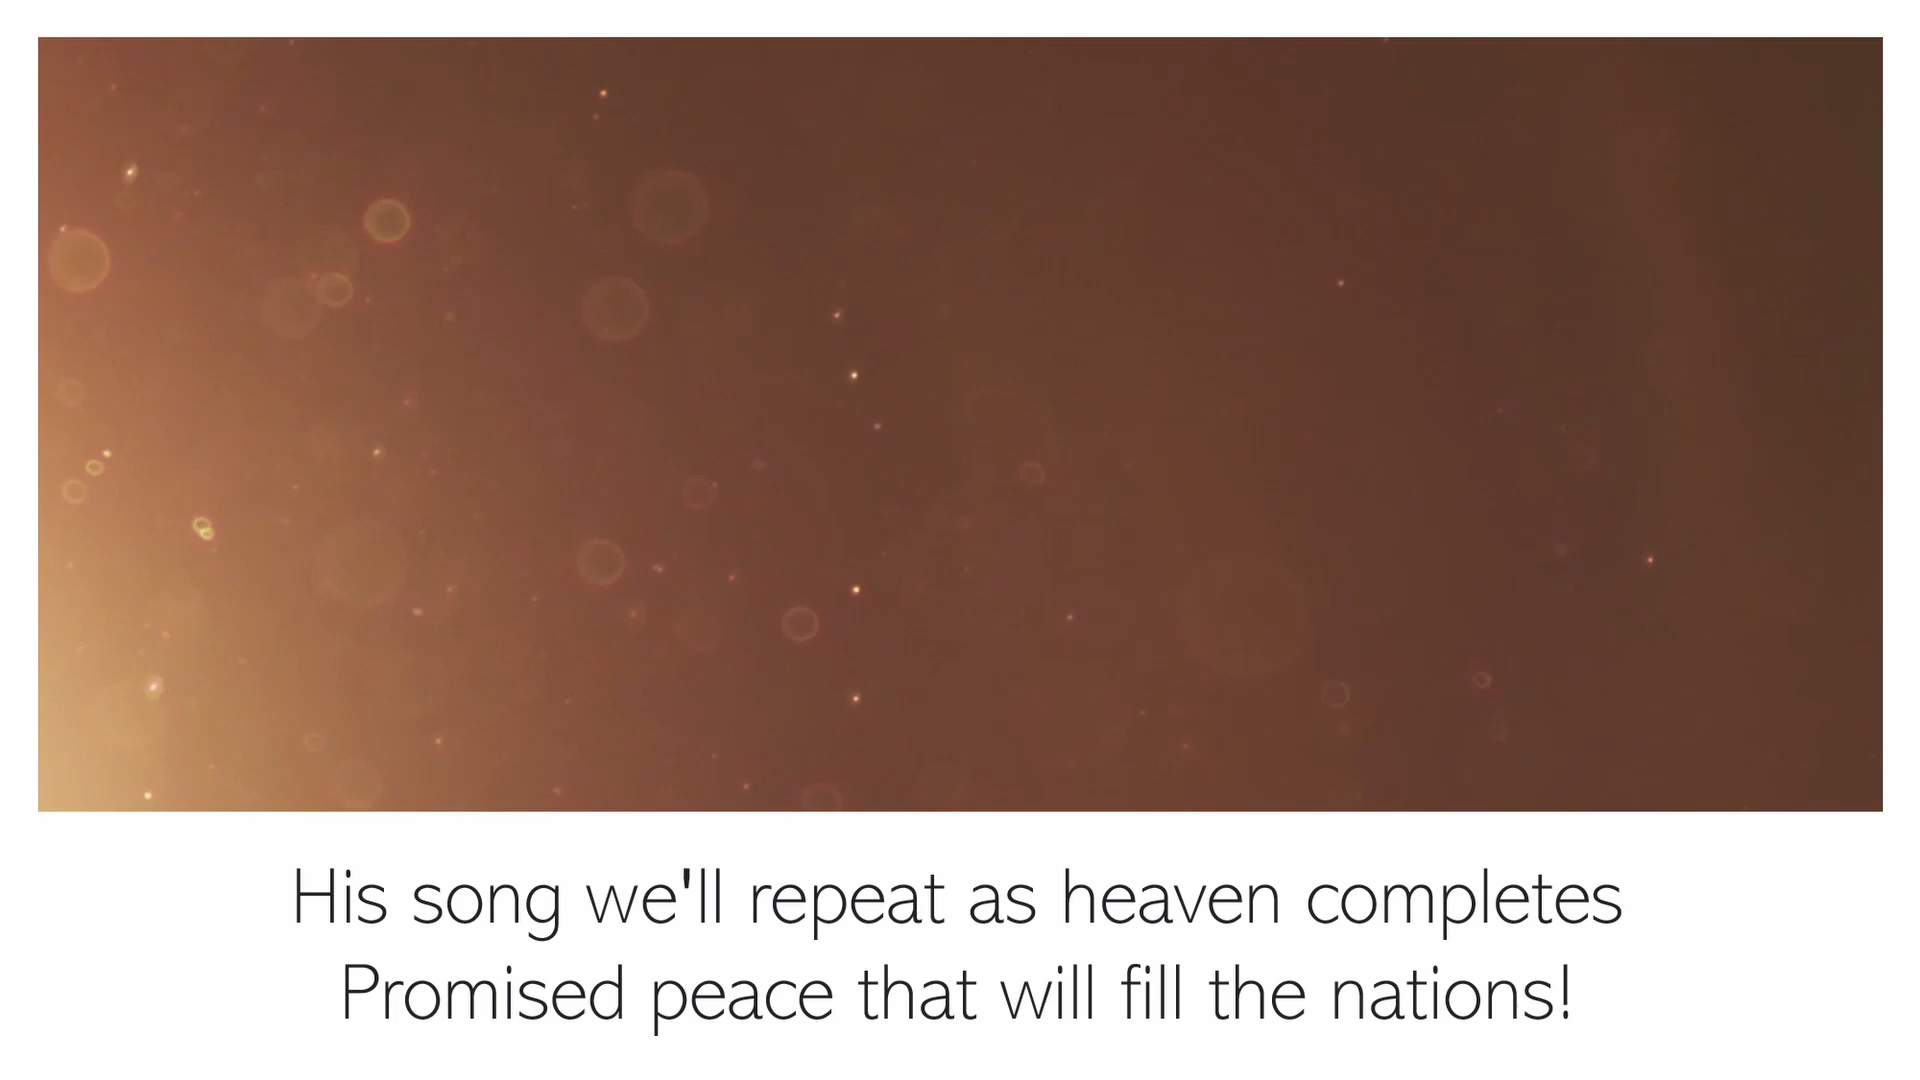 His song we'll repeat as heaven completes
Promised peace that will fill the nations!